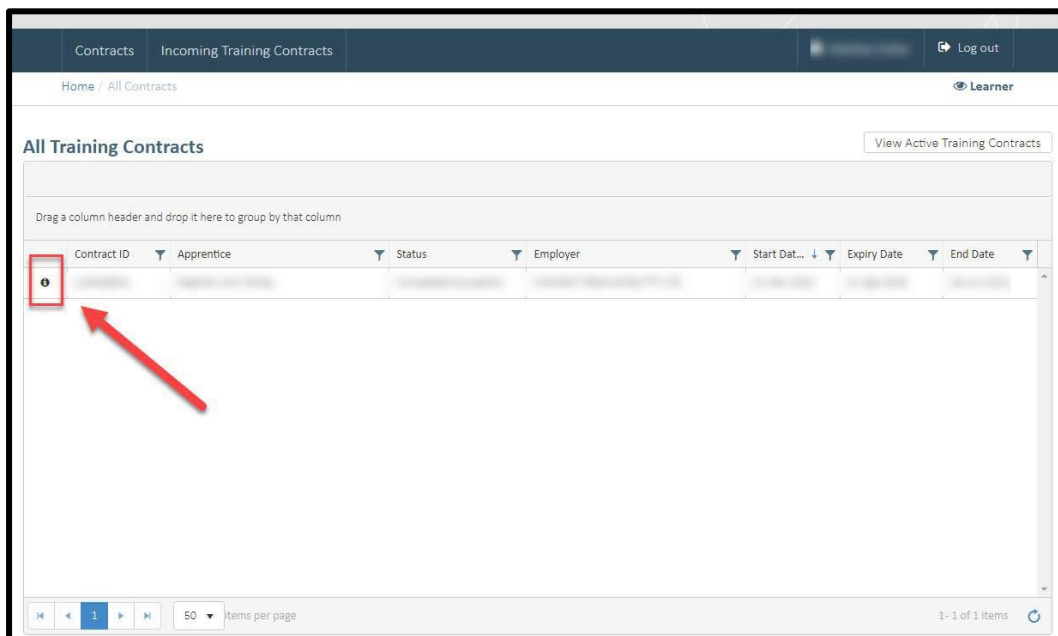 Contracts Incoming Training Contracts Log out
Home / All Contracts Learner
All Training Contracts View Active Training Contracts
Drag a column header and drop it here to group by that column
Contract ID Apprentice Status Employer Start Dat... ↓ Expiry Date End Date
1 50 items per page 1 - 1 of 1 items